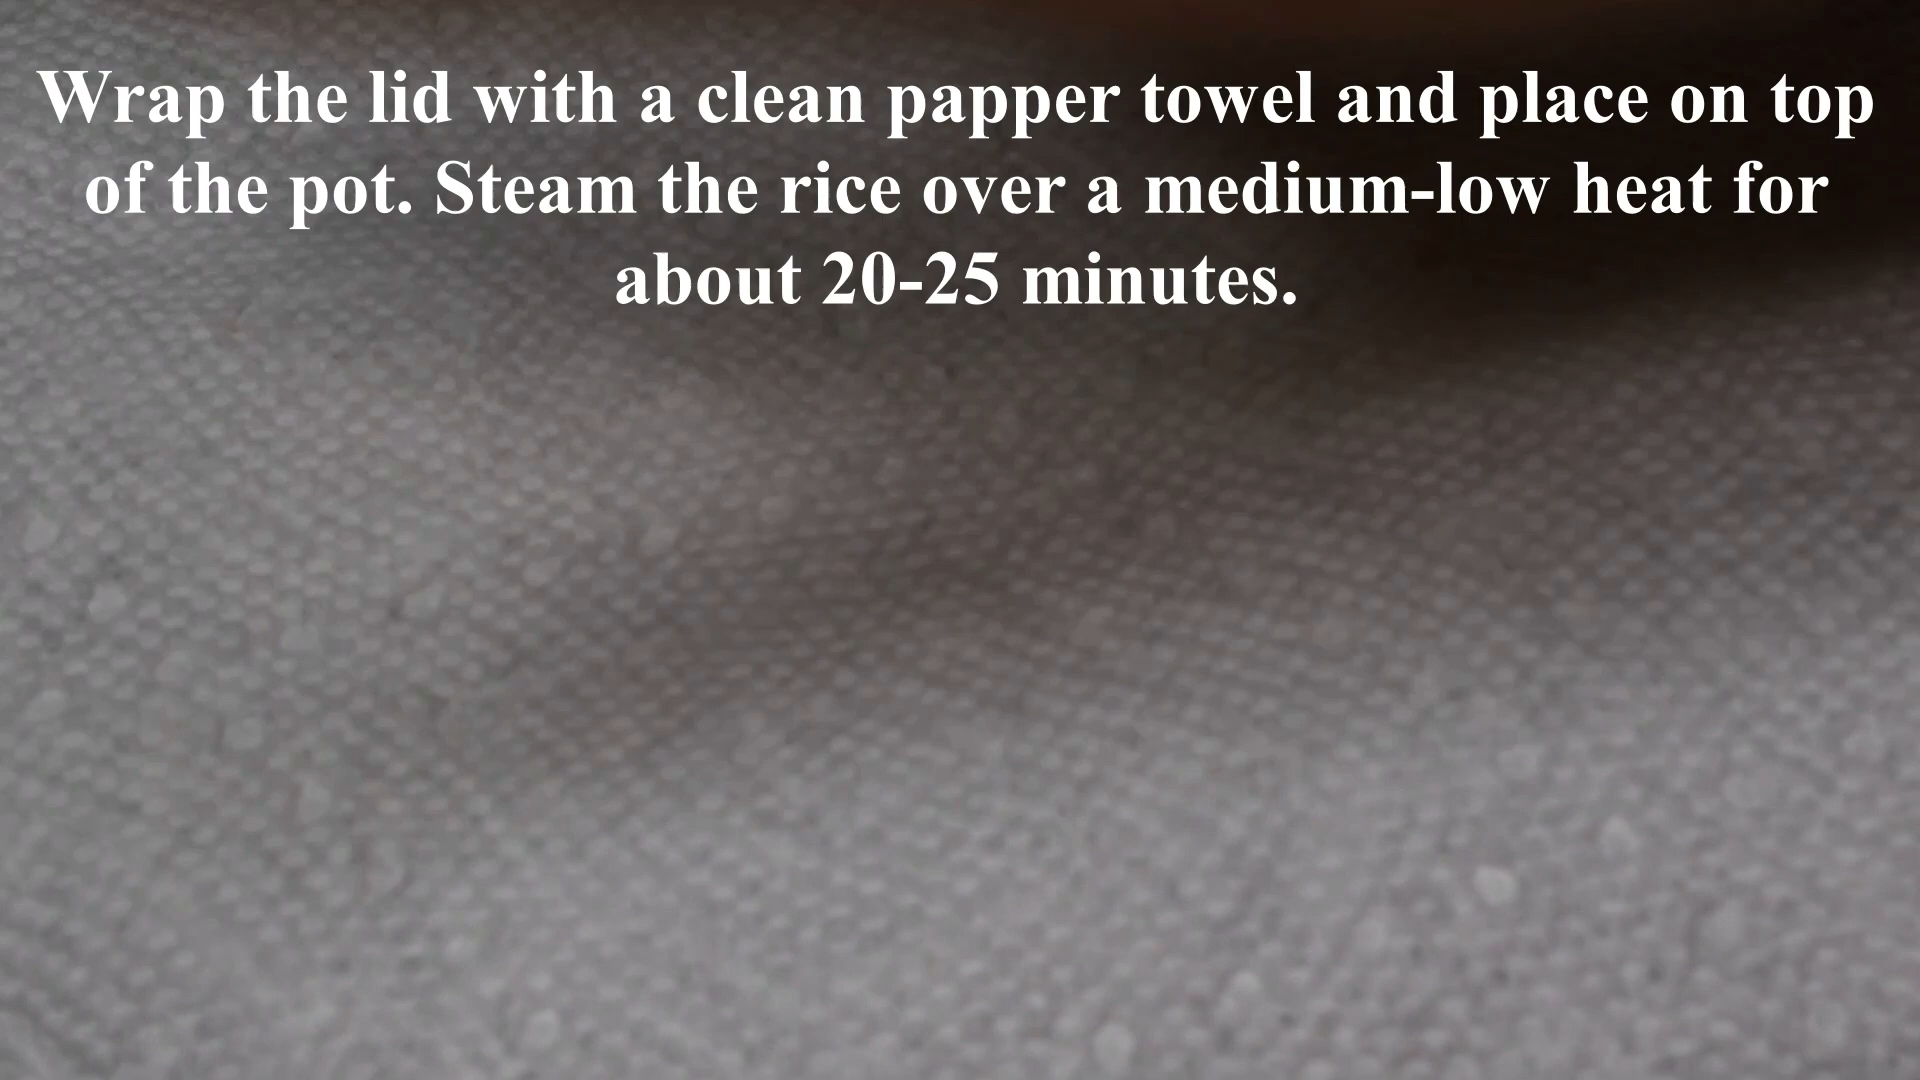 Wrap the lid with a clean papper towel and place on top
of the pot. Steam the rice over a medium-low heat for
about 20-25 minutes.